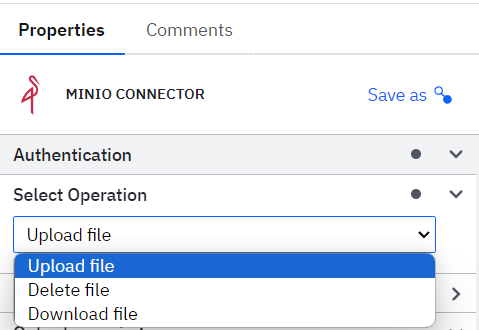 Properties
Comments
MINIO CONNECTOR
Save as
Authentication
Select Operation
Upload file
Upload file
Delete file
Download file